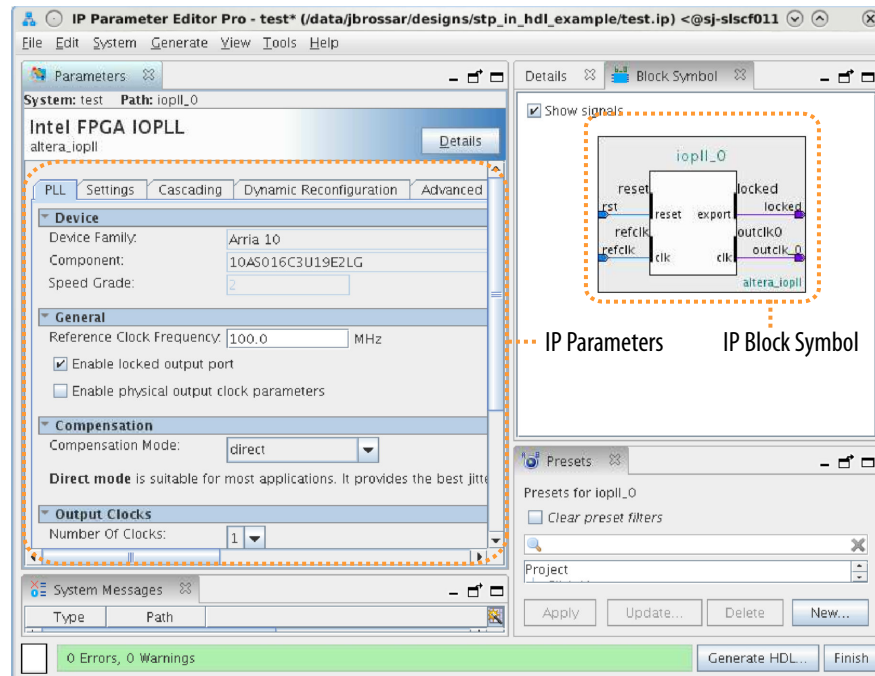 IP Parameter Editor Pro - test* (/data/jbrossar/designs/stp_in_hdl_example/test.ip) <@sj-slscf011
File Edit System Generate View Tools Help
Parameters
System: test Path: iopll_0
Intel FPGA IOPLL
altera_iopll
Details
PLL Settings Cascading Dynamic Reconfiguration Advanced
Device
Device Family: Arria 10
Component: 10AS016C3U19E2LG
Speed Grade: 2
General
Reference Clock Frequency: 100.0 MHz
Enable locked output port
Enable physical output clock parameters
Compensation
Compensation Mode: direct
Direct mode is suitable for most applications. It provides the best jitte
Output Clocks
Number Of Clocks: 1
System Messages
Type Path
0 Errors, 0 Warnings
Details Block Symbol
Show signals
iopll_0
reset locked
rst locked
reset export
refclk outclk0
refclk outclk_0
clk clk
altera_iopll
IP Parameters IP Block Symbol
Presets
Presets for iopll_0
Clear preset filters
Project
Apply Update... Delete New...
Generate HDL... Finish